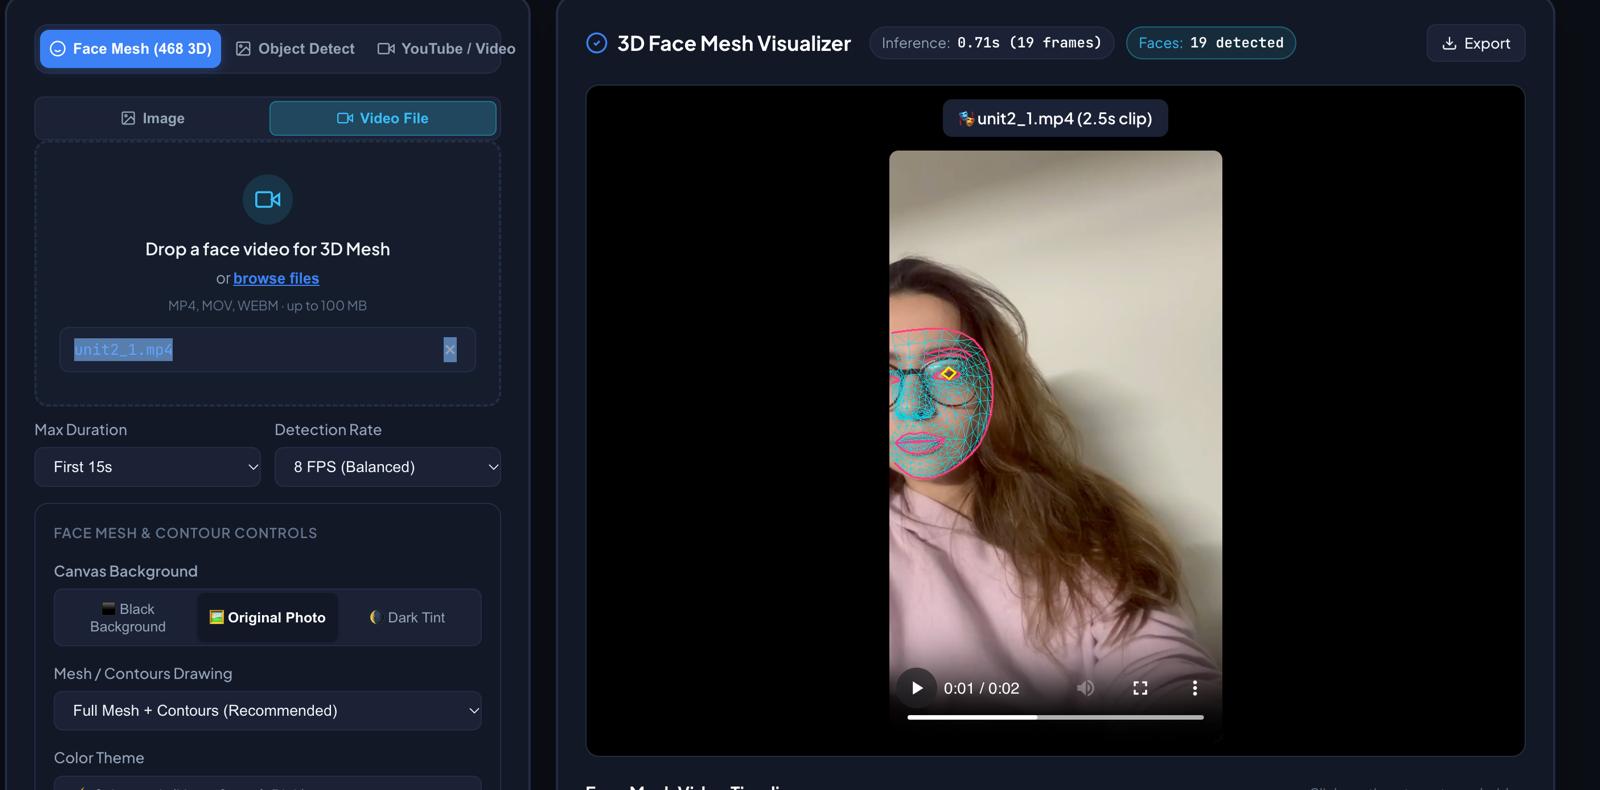 Face Mesh (468 3D)
Object Detect
YouTube / Video
Image
Video File
Drop a face video for 3D Mesh
or browse files
MP4, MOV, WEBM · up to 100 MB
unit2_1.mp4
Max Duration
Detection Rate
First 15s
8 FPS (Balanced)
FACE MESH & CONTOUR CONTROLS
Canvas Background
Black
Background
Original Photo
Dark Tint
Mesh / Contours Drawing
Full Mesh + Contours (Recommended)
Color Theme
3D Face Mesh Visualizer
Inference: 0.71s (19 frames)
Faces: 19 detected
Export
unit2_1.mp4 (2.5s clip)
0:01 / 0:02